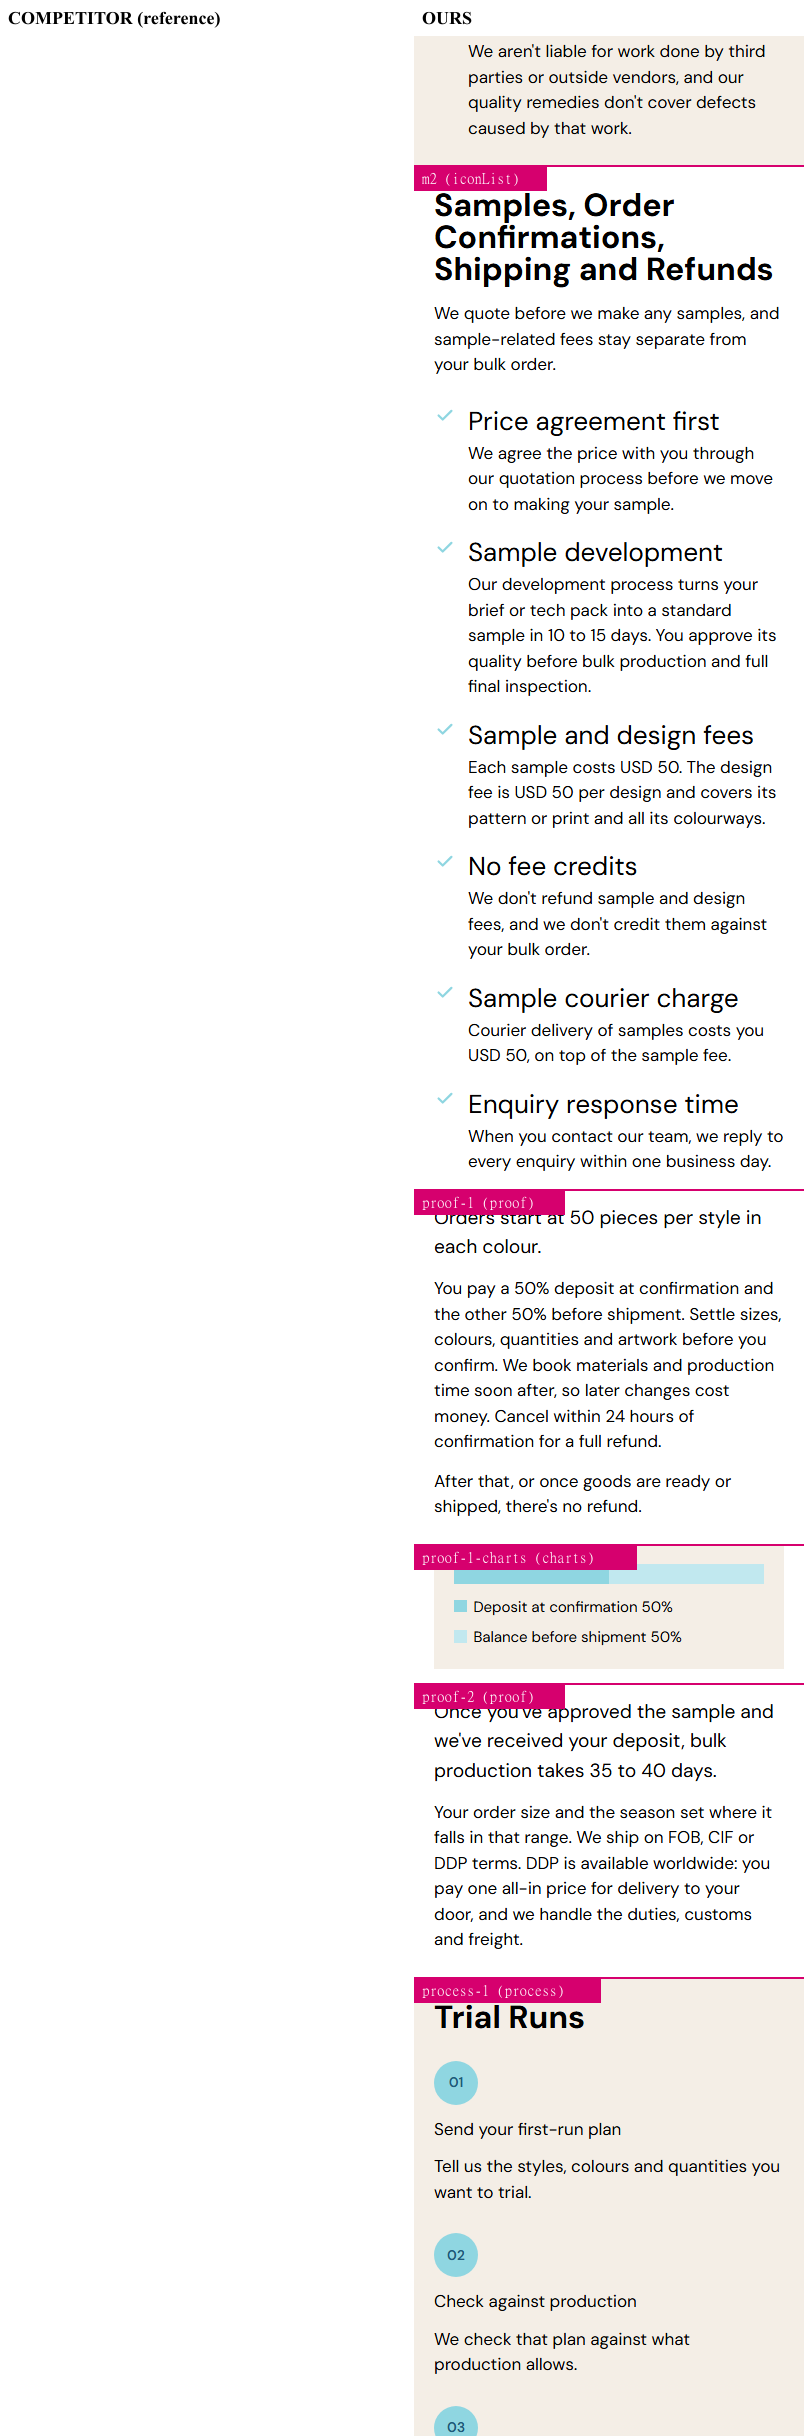 COMPETITOR (reference)
OURS
We aren't liable for work done by third
parties or outside vendors, and our
quality remedies don't cover defects
caused by that work.
m2 (iconList)
Samples, Order
Confirmations,
Shipping and Refunds
We quote before we make any samples, and
sample-related fees stay separate from
your bulk order.
Price agreement first
We agree the price with you through
our quotation process before we move
on to making your sample.
Sample development
Our development process turns your
brief or tech pack into a standard
sample in 10 to 15 days. You approve its
quality before bulk production and full
final inspection.
Sample and design fees
Each sample costs USD 50. The design
fee is USD 50 per design and covers its
pattern or print and all its colourways.
No fee credits
We don't refund sample and design
fees, and we don't credit them against
your bulk order.
Sample courier charge
Courier delivery of samples costs you
USD 50, on top of the sample fee.
Enquiry response time
When you contact our team, we reply to
every enquiry within one business day.
proof-1 (proof)
Orders start at 50 pieces per style in
each colour.
You pay a 50% deposit at confirmation and
the other 50% before shipment. Settle sizes,
colours, quantities and artwork before you
confirm. We book materials and production
time soon after, so later changes cost
money. Cancel within 24 hours of
confirmation for a full refund.
After that, or once goods are ready or
shipped, there's no refund.
proof-1-charts (charts)
Deposit at confirmation 50%
Balance before shipment 50%
proof-2 (proof)
Once you've approved the sample and
we've received your deposit, bulk
production takes 35 to 40 days.
Your order size and the season set where it
falls in that range. We ship on FOB, CIF or
DDP terms. DDP is available worldwide: you
pay one all-in price for delivery to your
door, and we handle the duties, customs
and freight.
process-1 (process)
Trial Runs
01
Send your first-run plan
Tell us the styles, colours and quantities you
want to trial.
02
Check against production
We check that plan against what
production allows.
03